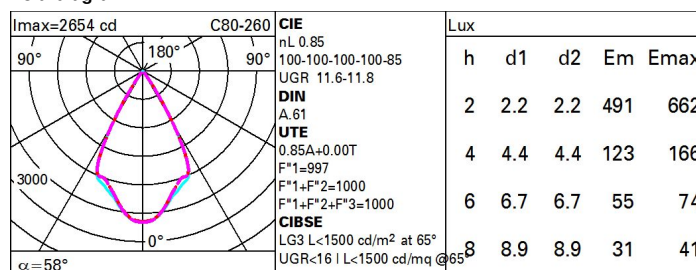 Imax=2654 cd C80-260
90° 180° 90°
3000
0°
α=58°
CIE
nL 0.85
100-100-100-100-85
UGR 11.6-11.8
DIN
A.61
UTE
0.85A+0.00T
F"1=997
F"1+F"2=1000
F"1+F"2+F"3=1000
CIBSE
LG3 L<1500 cd/m² at 65°
UGR<16 | L<1500 cd/mq @65°
Lux
h d1 d2 Em Emax
2 2.2 2.2 491 662
4 4.4 4.4 123 166
6 6.7 6.7 55 74
8 8.9 8.9 31 41